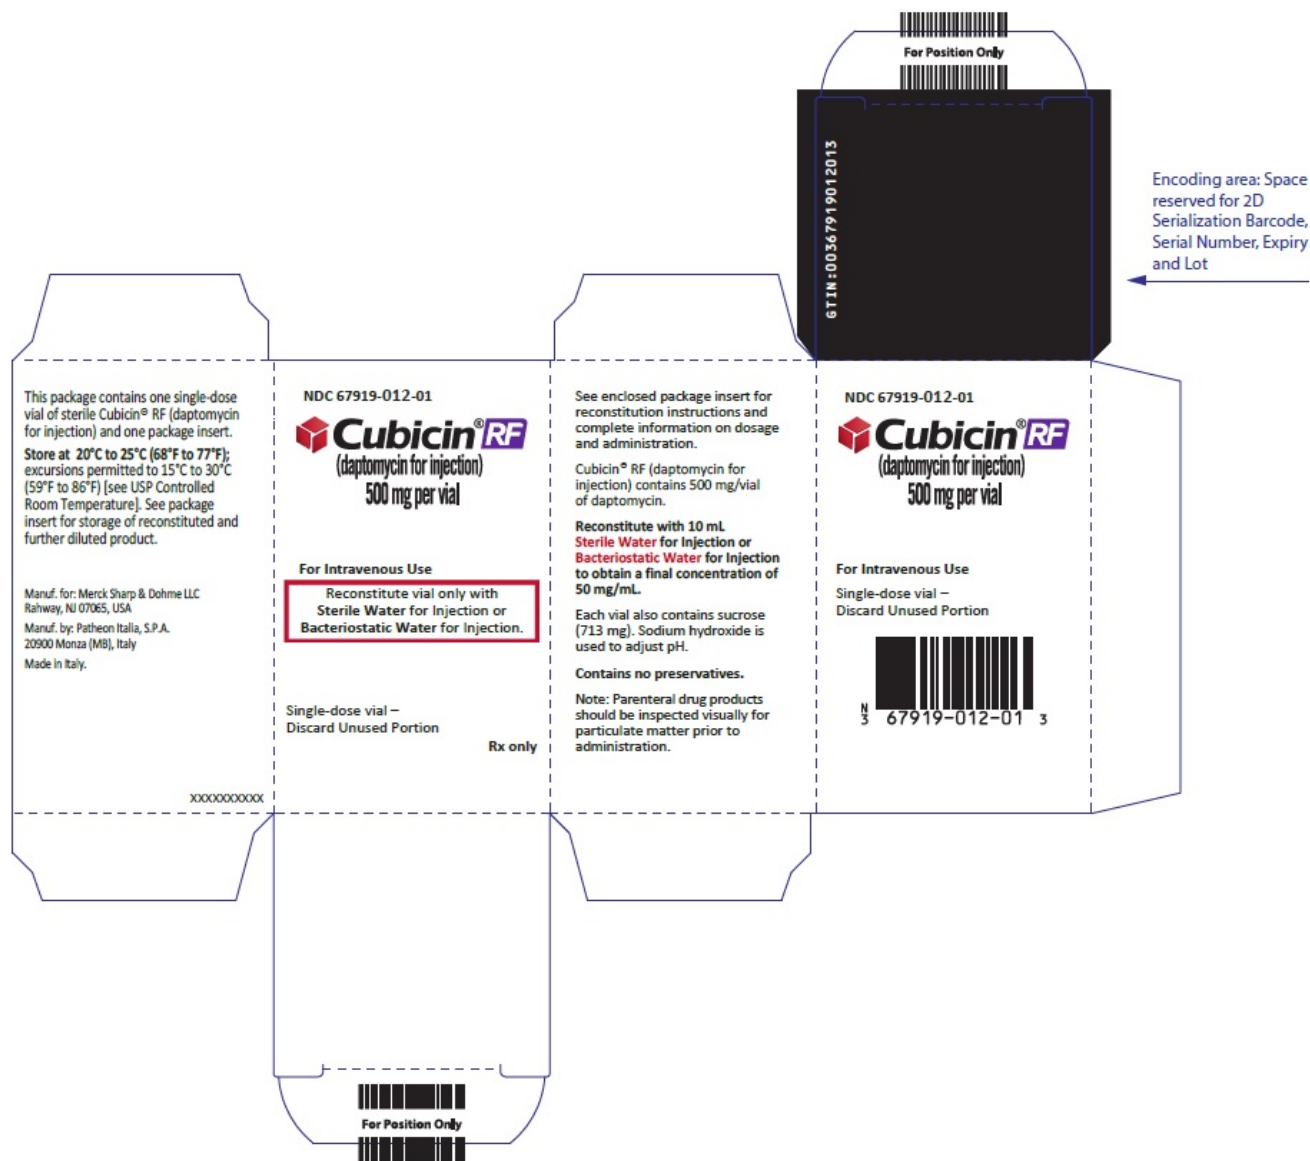 For Position Only
GTIN:00367919012013
Encoding area: Space
reserved for 2D
Serialization Barcode,
Serial Number, Expiry
and Lot
This package contains one single-dose
vial of sterile Cubicin® RF (daptomycin
for injection) and one package insert.
Store at 20°C to 25°C (68°F to 77°F);
excursions permitted to 15°C to 30°C
(59°F to 86°F) [see USP Controlled
Room Temperature]. See package
insert for storage of reconstituted and
further diluted product.
Manuf. for: Merck Sharp & Dohme LLC
Rahway, NJ 07065, USA
Manuf. by: Patheon Italia, S.P.A.
20900 Monza (MB), Italy
Made in Italy.
XXXXXXXXXX
NDC 67919-012-01
Cubicin® RF
(daptomycin for injection)
500 mg per vial
For Intravenous Use
Reconstitute vial only with
Sterile Water for Injection or
Bacteriostatic Water for Injection.
Single-dose vial –
Discard Unused Portion
Rx only
See enclosed package insert for
reconstitution instructions and
complete information on dosage
and administration.
Cubicin® RF (daptomycin for
injection) contains 500 mg/vial
of daptomycin.
Reconstitute with 10 mL
Sterile Water for Injection or
Bacteriostatic Water for Injection
to obtain a final concentration of
50 mg/mL.
Each vial also contains sucrose
(713 mg). Sodium hydroxide is
used to adjust pH.
Contains no preservatives.
Note: Parenteral drug products
should be inspected visually for
particulate matter prior to
administration.
NDC 67919-012-01
Cubicin® RF
(daptomycin for injection)
500 mg per vial
For Intravenous Use
Single-dose vial –
Discard Unused Portion
N3 67919-012-01 3
For Position Only